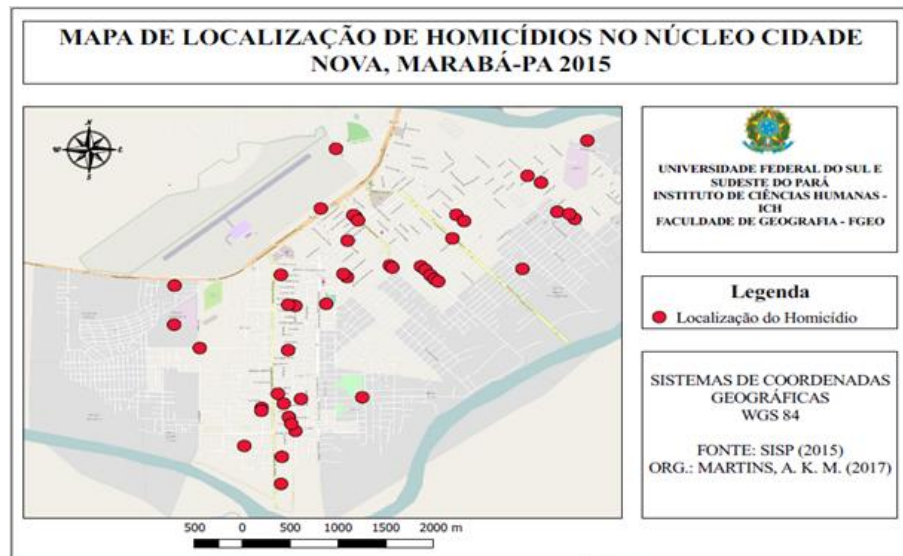 MAPA DE LOCALIZAÇÃO DE HOMICÍDIOS NO NÚCLEO CIDADE
NOVA, MARABÁ-PA 2015
UNIVERSIDADE FEDERAL DO SUL E
SUDESTE DO PARÁ
INSTITUTO DE CIÊNCIAS HUMANAS -
ICH
FACULDADE DE GEOGRAFIA - FGEO
Legenda
Localização do Homicídio
SISTEMAS DE COORDENADAS
GEOGRÁFICAS
WGS 84
FONTE: SISP (2015)
ORG.: MARTINS, A. K. M. (2017)
500 0 500 1000 1500 2000 m